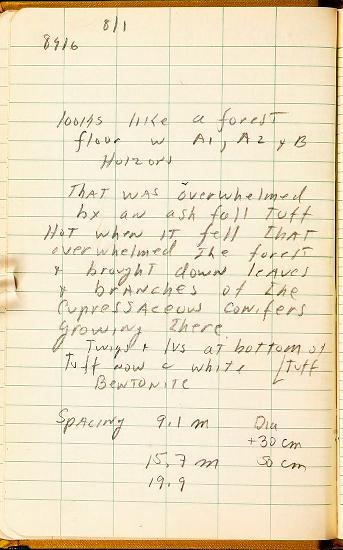 8/1
8916
looks like a forest
floor w A1, A2 & B
Horizons
That was overwhelmed
by an ash fall Tuff
Hot when it fell that
overwhelmed the forest
& brought down leaves
& branches of the
Cupressaceous conifers
growing there
Twigs + lvs at bottom of
Tuff now a white [Tuff
Bentonite
Spacing 9.1 m Dia
+30 cm
15.7 m 50 cm
19.9